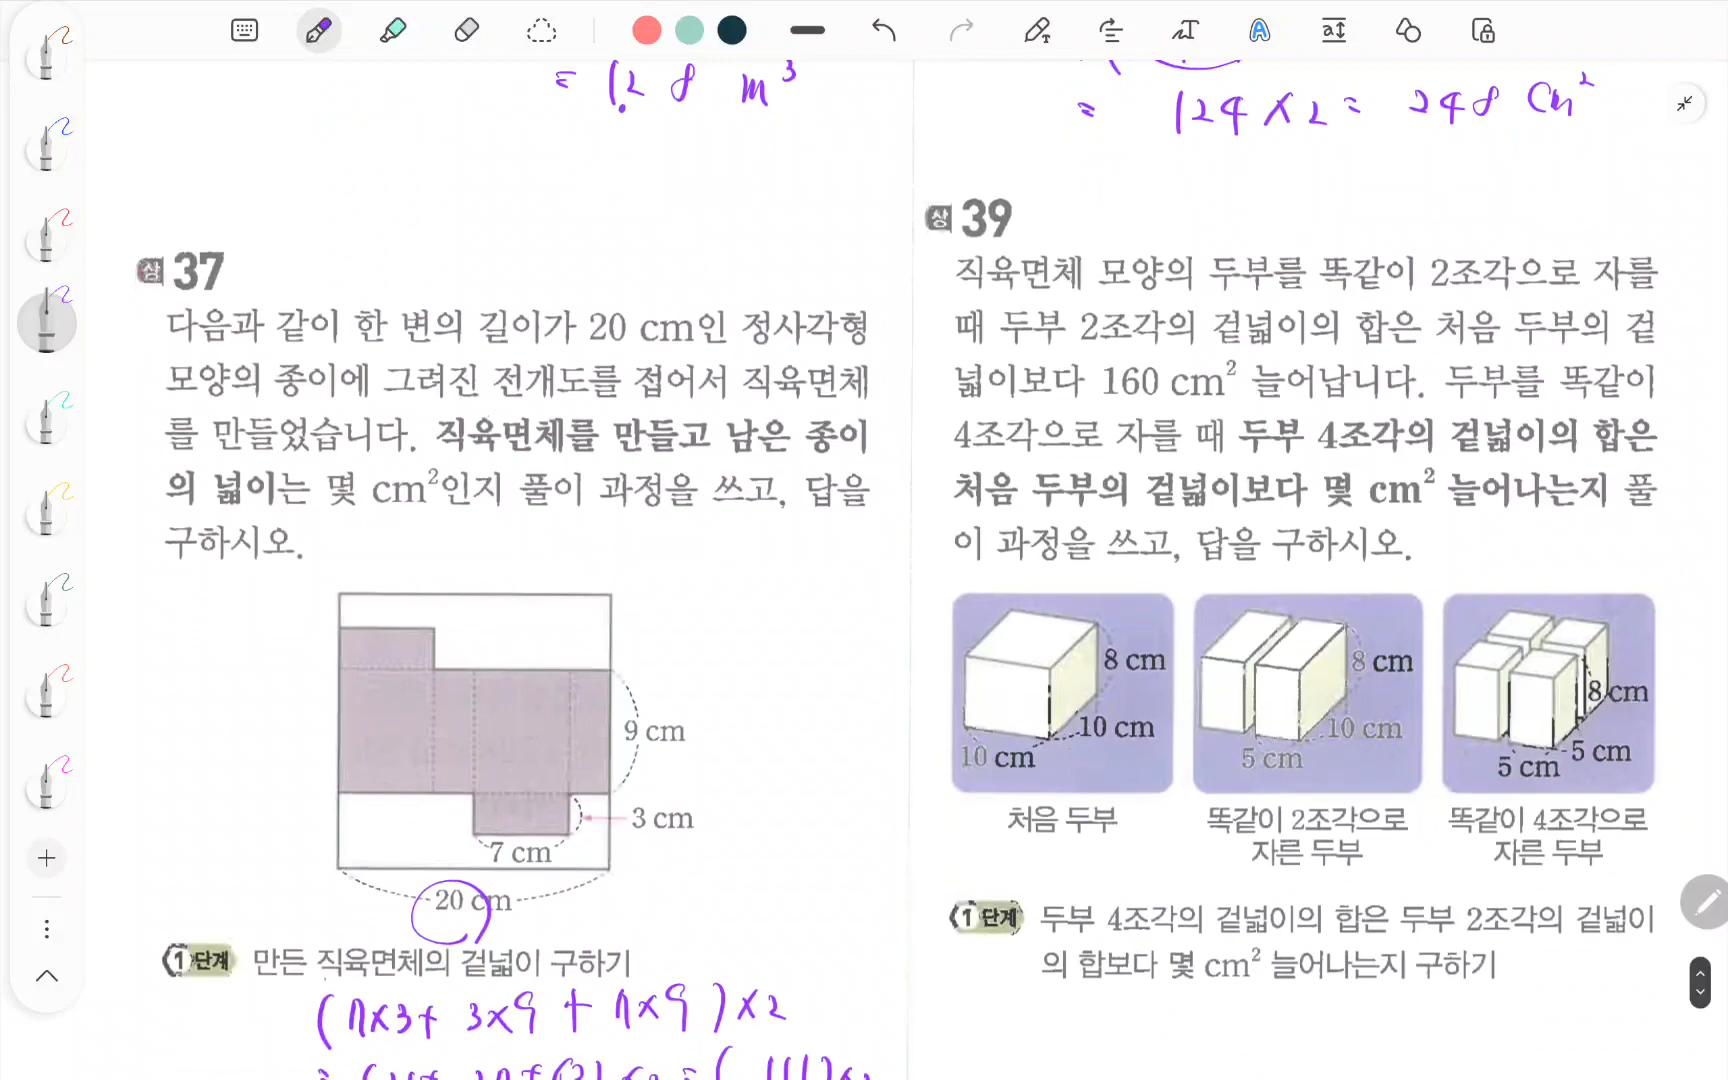 = 1.28 m³
= 124 × 2 = 248 cm²
상 37
다음과 같이 한 변의 길이가 20 cm인 정사각형
모양의 종이에 그려진 전개도를 접어서 직육면체
를 만들었습니다. 직육면체를 만들고 남은 종이
의 넓이는 몇 cm²인지 풀이 과정을 쓰고, 답을
구하시오.
9 cm
3 cm
7 cm
20 cm
1단계 만든 직육면체의 겉넓이 구하기
(7×3+ 3×9 + 7×9)×2
상 39
직육면체 모양의 두부를 똑같이 2조각으로 자를
때 두부 2조각의 겉넓이의 합은 처음 두부의 겉
넓이보다 160 cm² 늘어납니다. 두부를 똑같이
4조각으로 자를 때 두부 4조각의 겉넓이의 합은
처음 두부의 겉넓이보다 몇 cm² 늘어나는지 풀
이 과정을 쓰고, 답을 구하시오.
8 cm
10 cm
10 cm
처음 두부
8 cm
10 cm
5 cm
똑같이 2조각으로
자른 두부
8 cm
5 cm
5 cm
똑같이 4조각으로
자른 두부
1단계 두부 4조각의 겉넓이의 합은 두부 2조각의 겉넓이
의 합보다 몇 cm² 늘어나는지 구하기